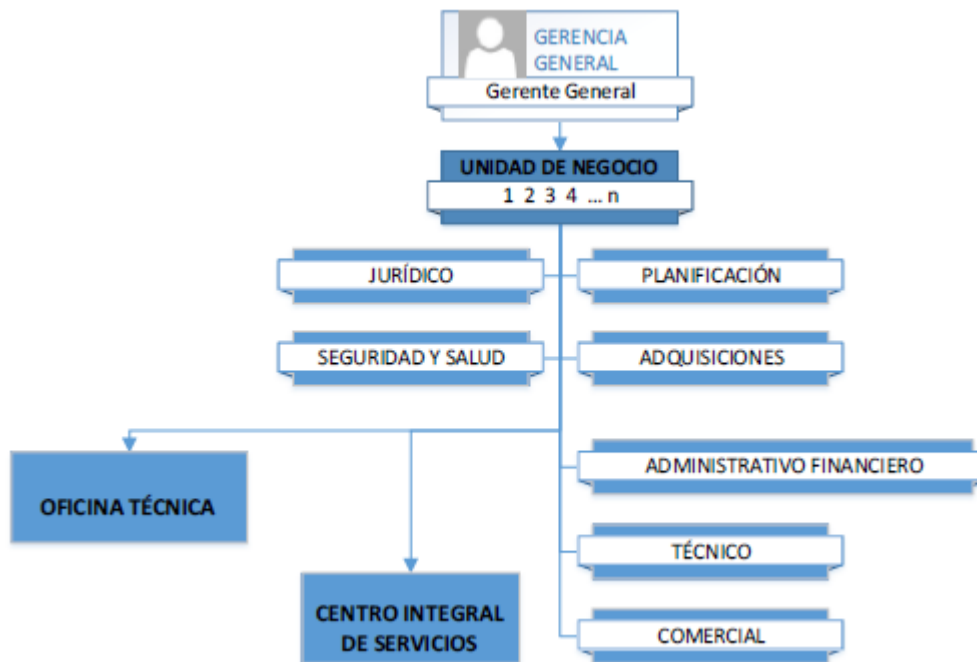 GERENCIA
GENERAL
Gerente General
UNIDAD DE NEGOCIO
1 2 3 4 ... n
JURÍDICO
PLANIFICACIÓN
SEGURIDAD Y SALUD
ADQUISICIONES
OFICINA TÉCNICA
ADMINISTRATIVO FINANCIERO
TÉCNICO
CENTRO INTEGRAL
DE SERVICIOS
COMERCIAL